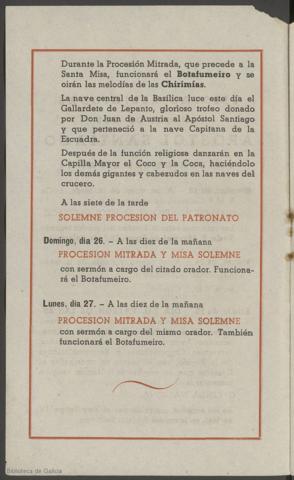 Durante la Procesión Mitrada, que precede a la
Santa Misa, funcionará el Botafumeiro y se
oirán las melodías de las Chirimías.
La nave central de la Basílica luce este día el
Gallardete de Lepanto, glorioso trofeo donado
por Don Juan de Austria al Apóstol Santiago
y que perteneció a la nave Capitana de la
Escuadra.
Después de la función religiosa danzarán en la
Capilla Mayor el Coco y la Coca, haciéndolo
los demás gigantes y cabezudos en las naves del
crucero.
A las siete de la tarde
SOLEMNE PROCESION DEL PATRONATO
Domingo, día 26. - A las diez de la mañana
PROCESION MITRADA Y MISA SOLEMNE
con sermón a cargo del citado orador. Funciona-
rá el Botafumeiro.
Lunes, día 27. - A las diez de la mañana
PROCESION MITRADA Y MISA SOLEMNE
con sermón a cargo del mismo orador. También
funcionará el Botafumeiro.
Biblioteca de Galicia